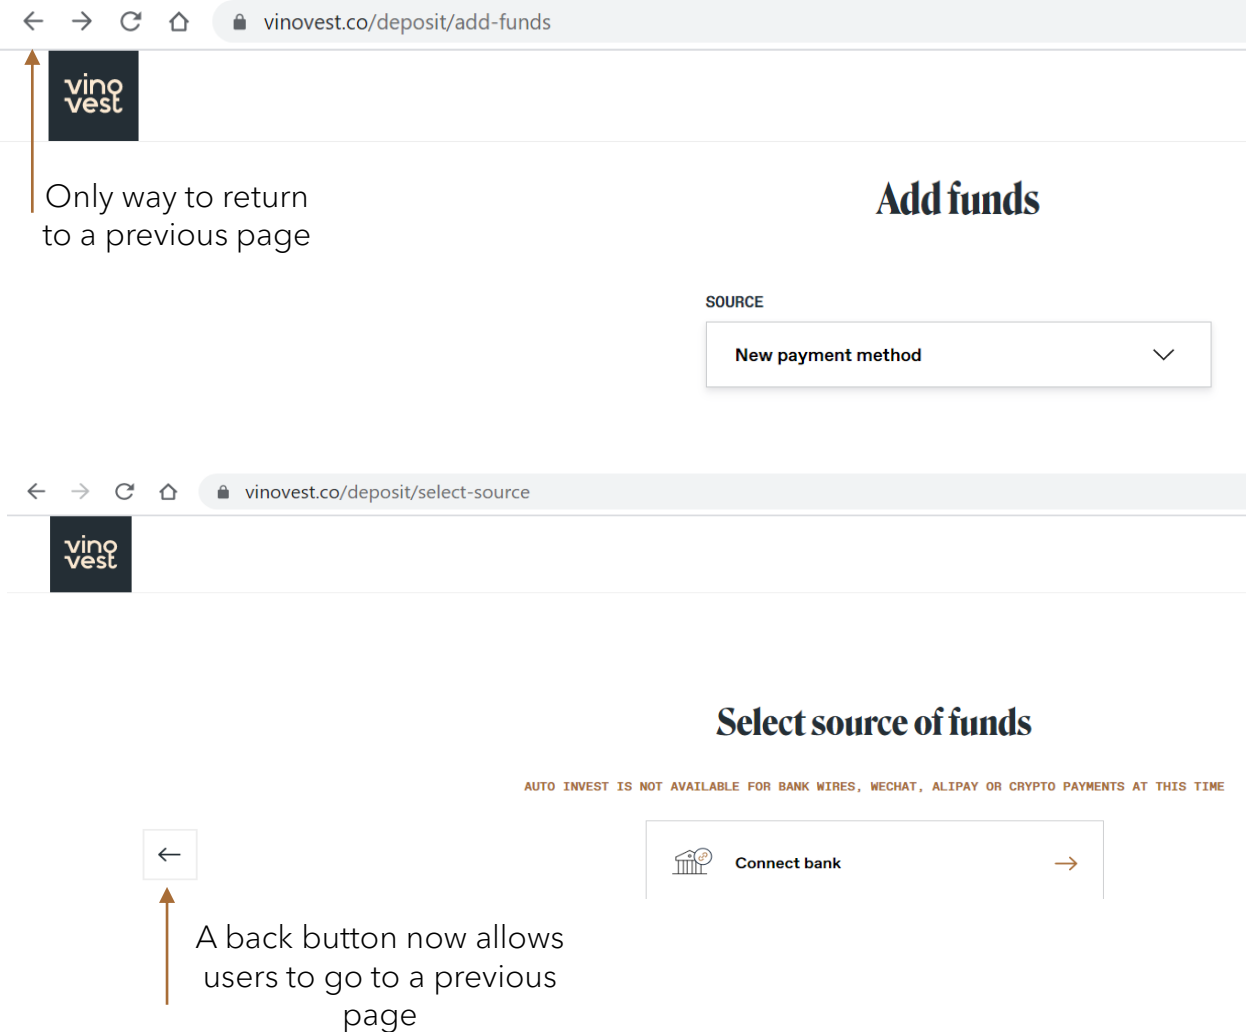 vinovest.co/deposit/add-funds
vino
vest
Only way to return
to a previous page
Add funds
SOURCE
New payment method
vinovest.co/deposit/select-source
vino
vest
Select source of funds
AUTO INVEST IS NOT AVAILABLE FOR BANK WIRES, WECHAT, ALIPAY OR CRYPTO PAYMENTS AT THIS TIME
Connect bank
A back button now allows
users to go to a previous
page